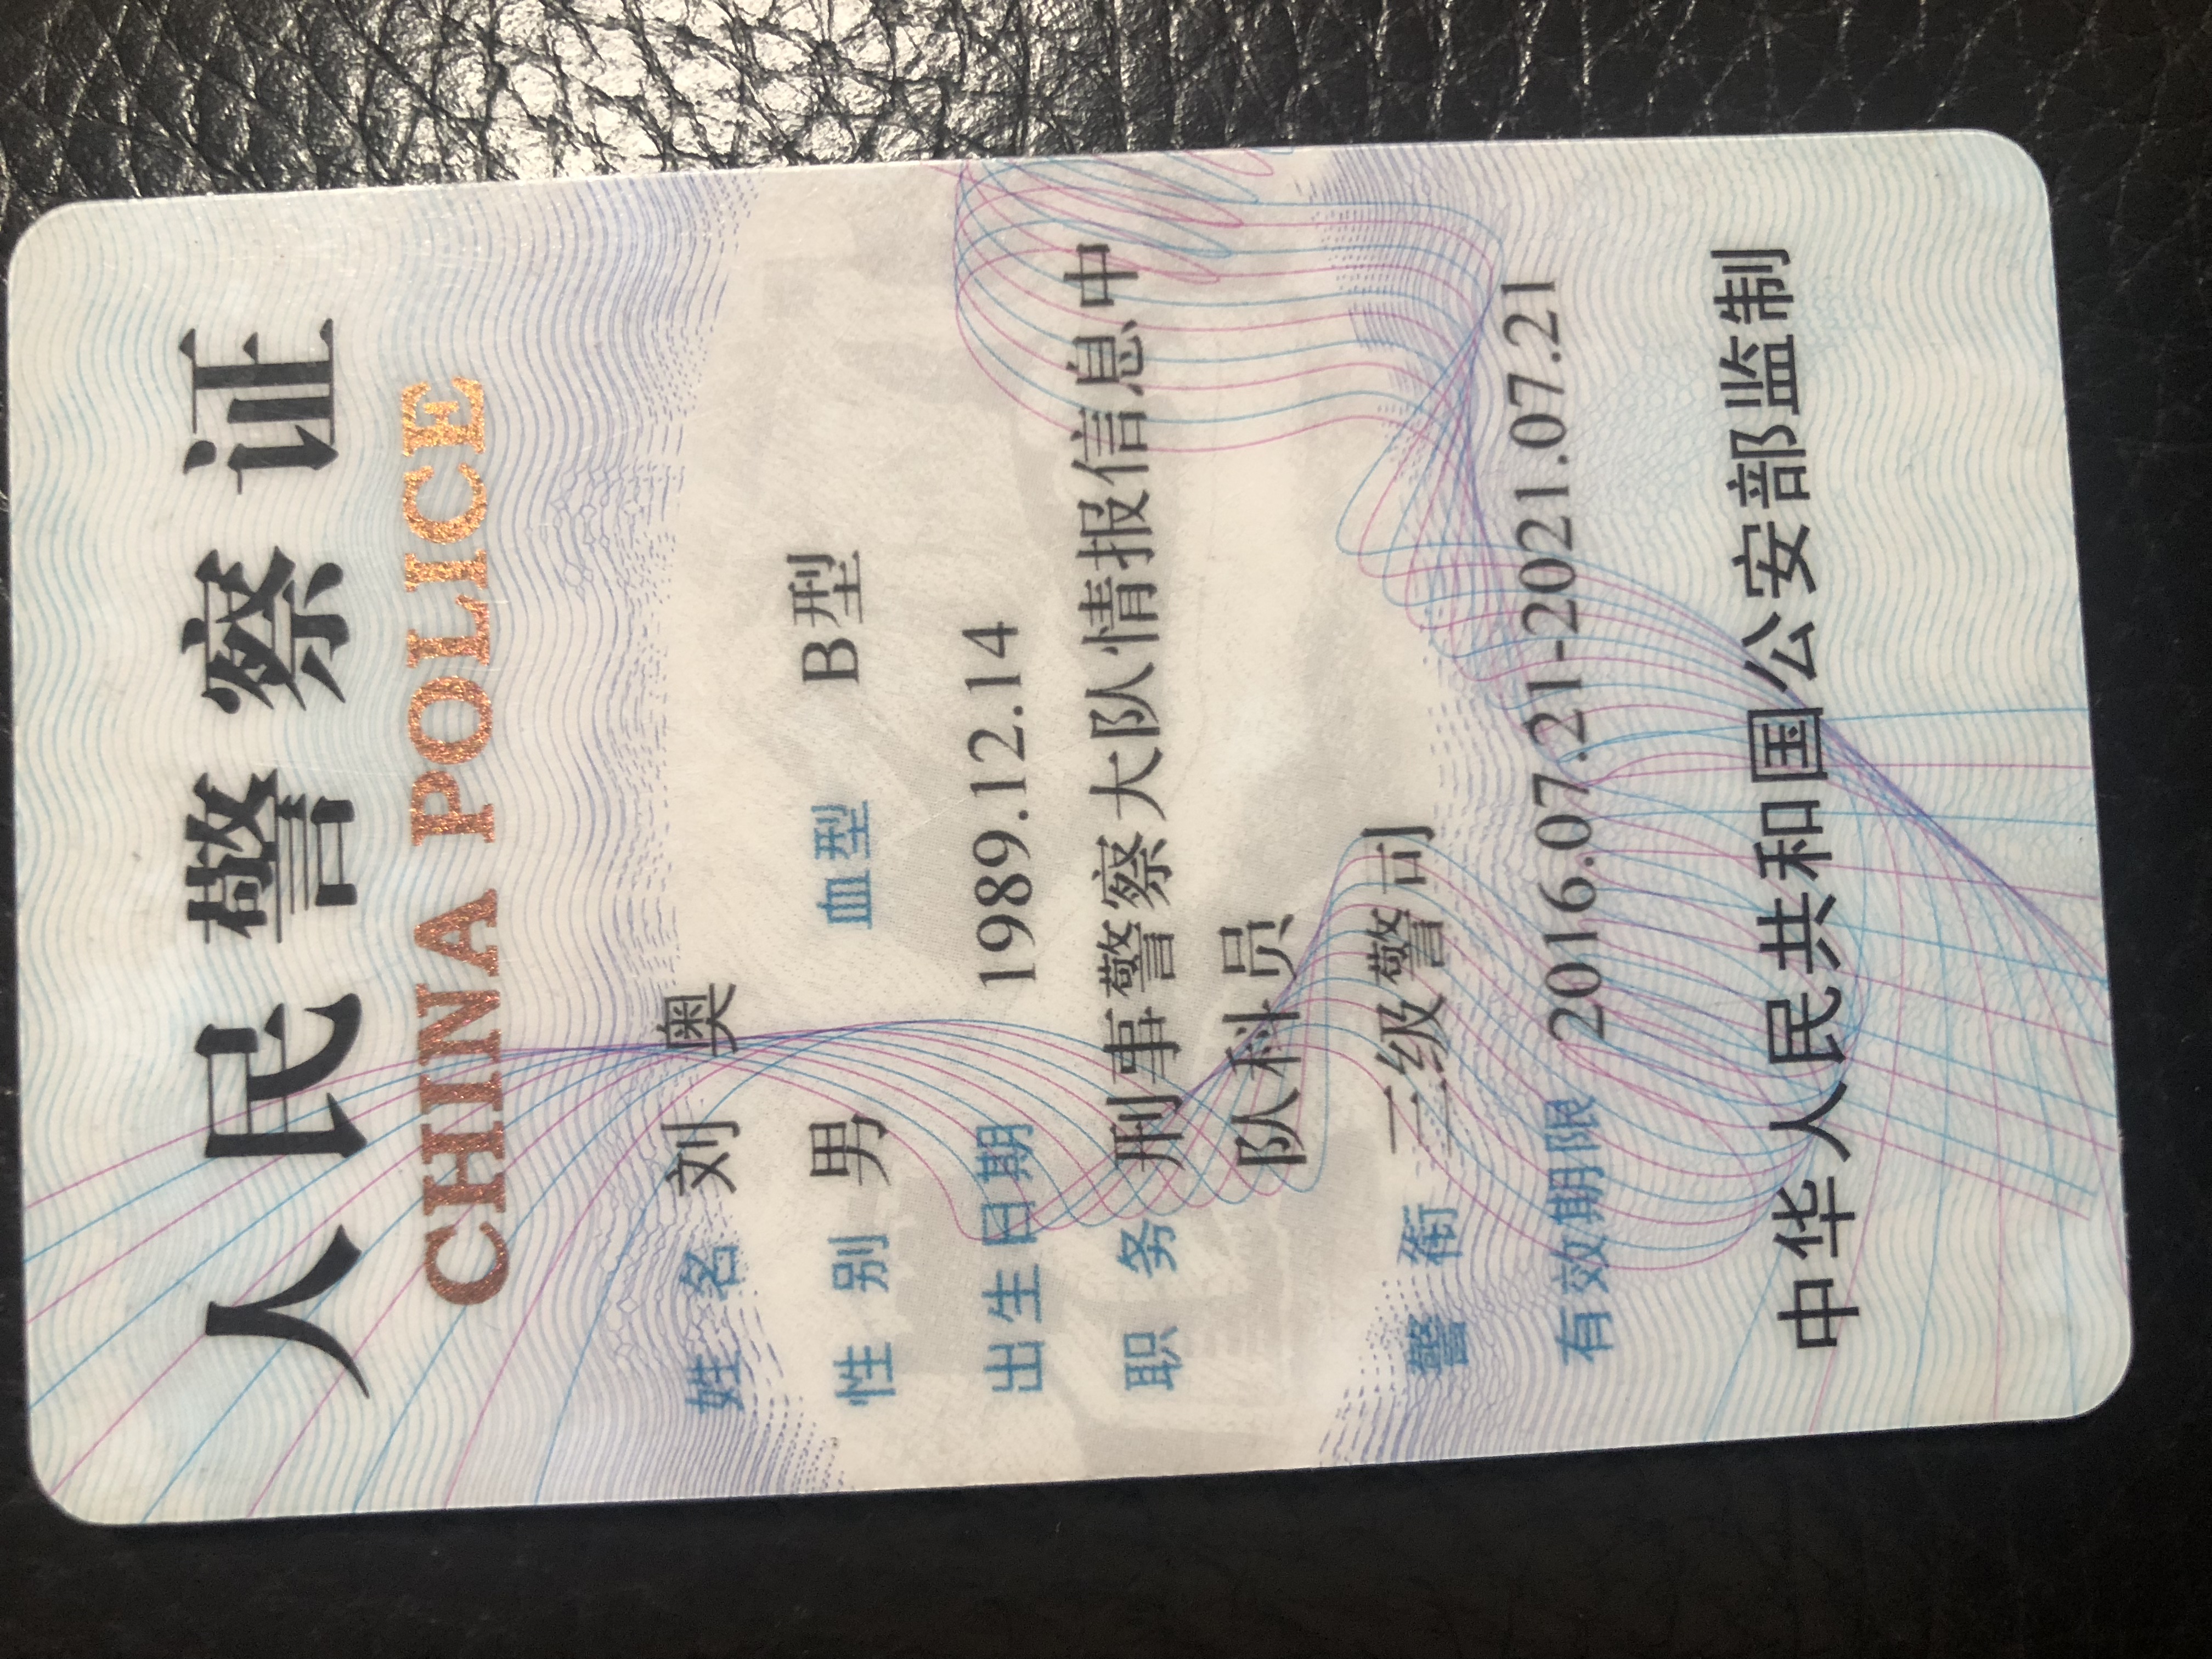 人民警察证
CHINA POLICE
姓名 刘奥
性别 男 血型 B型
出生日期 1989.12.14
职务 刑事警察大队情报信息中
队科员
警衔 三级警司
有效期限 2016.07.21-2021.07.21
中华人民共和国公安部监制